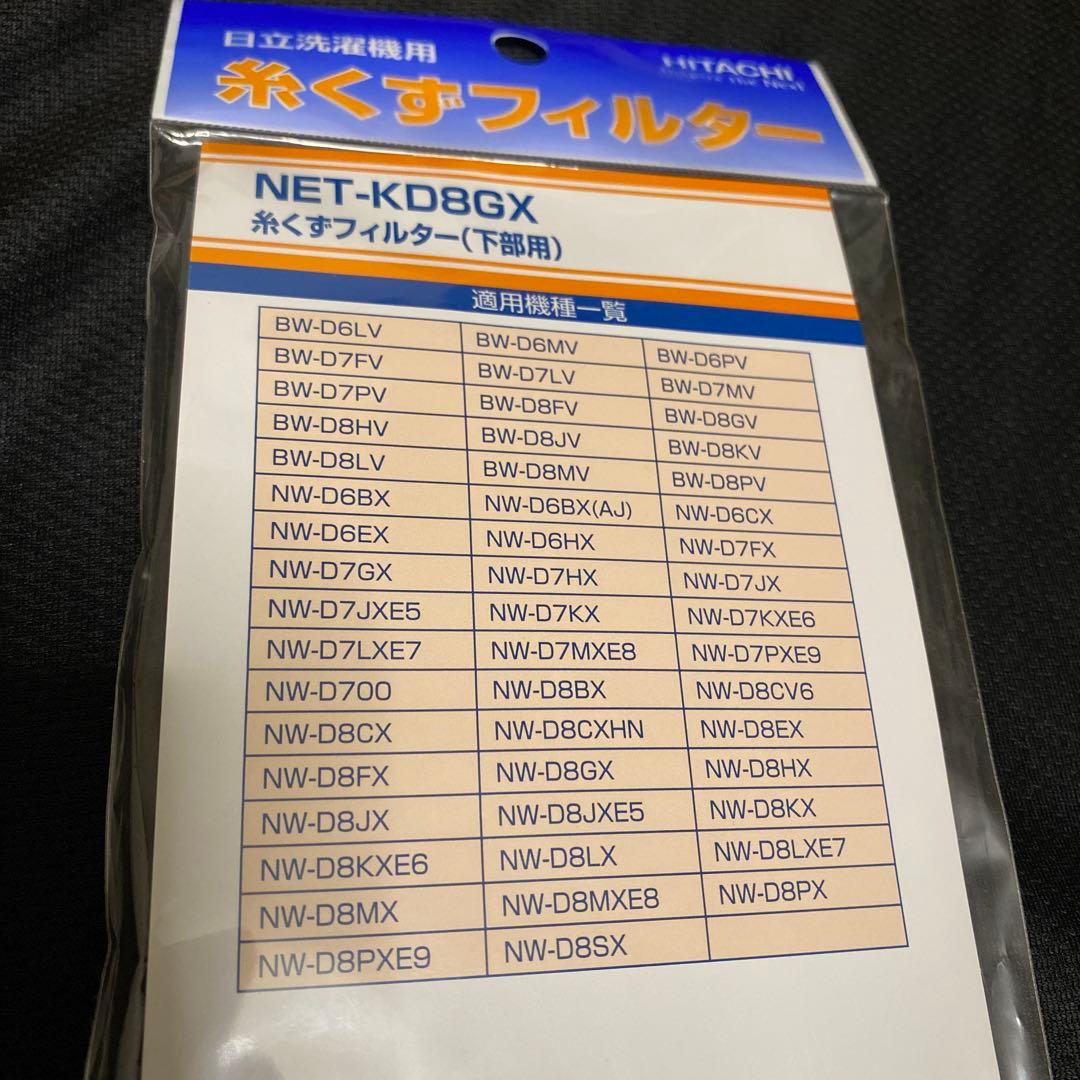 日立洗濯機用
HITACHI
Inspire the Next
糸くずフィルター
NET-KD8GX
糸くずフィルター(下部用)
適用機種一覧
BW-D6LV BW-D6MV BW-D6PV
BW-D7FV BW-D7LV BW-D7MV
BW-D7PV BW-D8FV BW-D8GV
BW-D8HV BW-D8JV BW-D8KV
BW-D8LV BW-D8MV BW-D8PV
NW-D6BX NW-D6BX(AJ) NW-D6CX
NW-D6EX NW-D6HX NW-D7FX
NW-D7GX NW-D7HX NW-D7JX
NW-D7JXE5 NW-D7KX NW-D7KXE6
NW-D7LXE7 NW-D7MXE8 NW-D7PXE9
NW-D700 NW-D8BX NW-D8CV6
NW-D8CX NW-D8CXHN NW-D8EX
NW-D8FX NW-D8GX NW-D8HX
NW-D8JX NW-D8JXE5 NW-D8KX
NW-D8KXE6 NW-D8LX NW-D8LXE7
NW-D8MX NW-D8MXE8 NW-D8PX
NW-D8PXE9 NW-D8SX